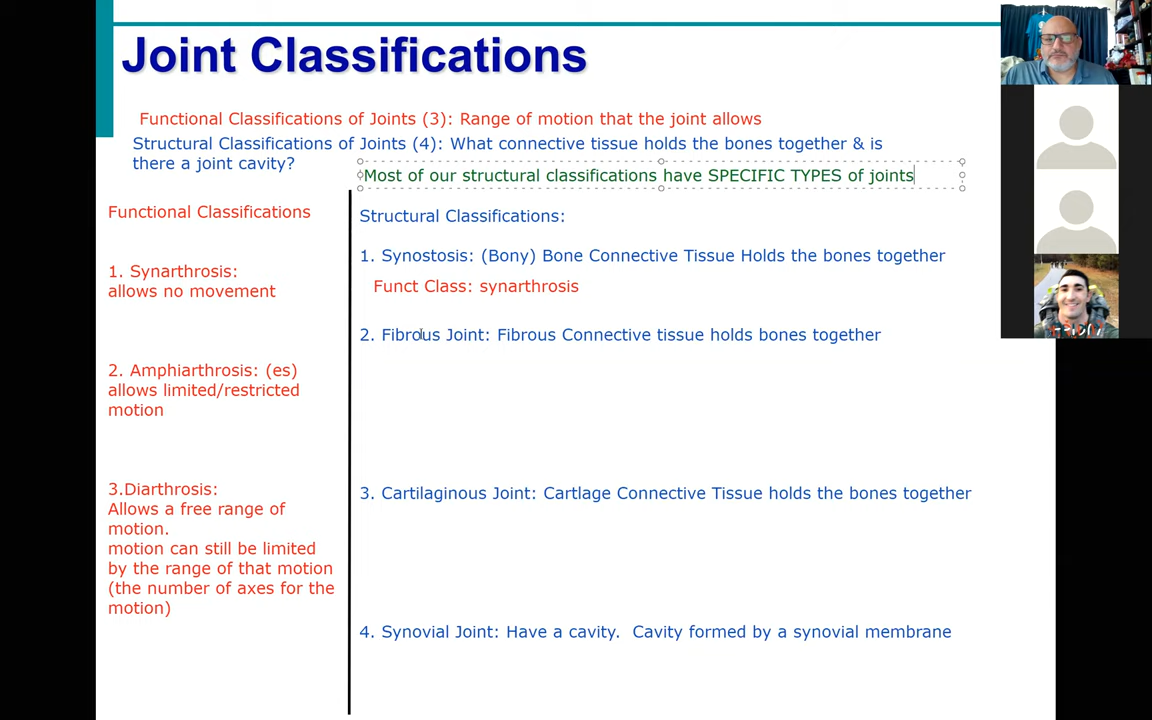 Joint Classifications
Functional Classifications of Joints (3): Range of motion that the joint allows
Structural Classifications of Joints (4): What connective tissue holds the bones together & is
there a joint cavity?
Most of our structural classifications have SPECIFIC TYPES of joints
Functional Classifications
1. Synarthrosis:
allows no movement
2. Amphiarthrosis: (es)
allows limited/restricted
motion
3.Diarthrosis:
Allows a free range of
motion.
motion can still be limited
by the range of that motion
(the number of axes for the
motion)
Structural Classifications:
1. Synostosis: (Bony) Bone Connective Tissue Holds the bones together
Funct Class: synarthrosis
2. Fibrous Joint: Fibrous Connective tissue holds bones together
3. Cartilaginous Joint: Cartlage Connective Tissue holds the bones together
4. Synovial Joint: Have a cavity.  Cavity formed by a synovial membrane